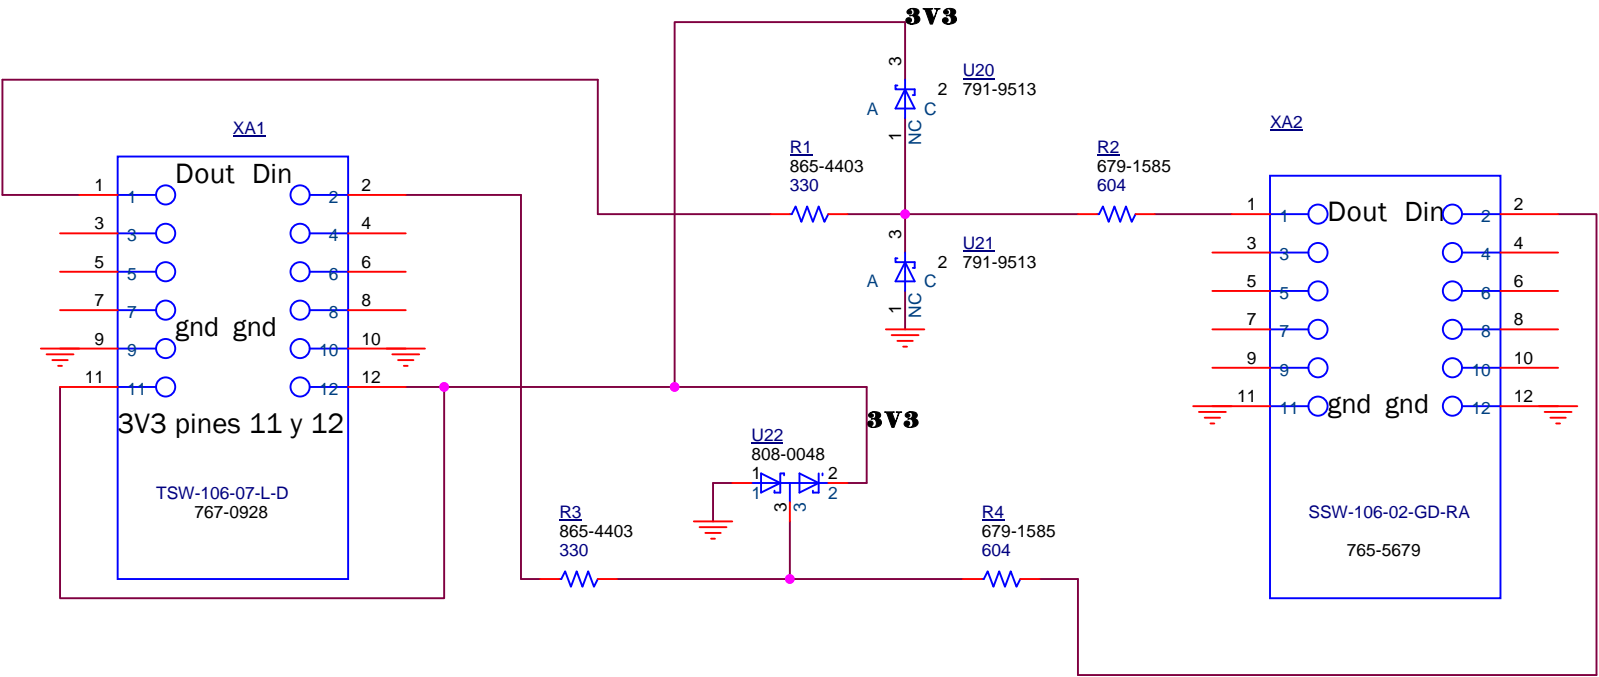 3V3
3
U20
2 791-9513
A C
1 NC
XA1
Dout Din
1 1 2 2
3 3 4 4
5 5 6 6
7 7 8 8
gnd gnd
9 9 10 10
11 11 12 12
3V3 pines 11 y 12
TSW-106-07-L-D
767-0928
R1
865-4403
330
R2
679-1585
604
3
U21
2 791-9513
A C
1 NC
3V3
U22
808-0048
1 2
1 2
3 3
R3
865-4403
330
R4
679-1585
604
XA2
1 1 Dout Din 2 2
3 3 4 4
5 5 6 6
7 7 8 8
9 9 10 10
11 11 gnd gnd 12 12
SSW-106-02-GD-RA
765-5679